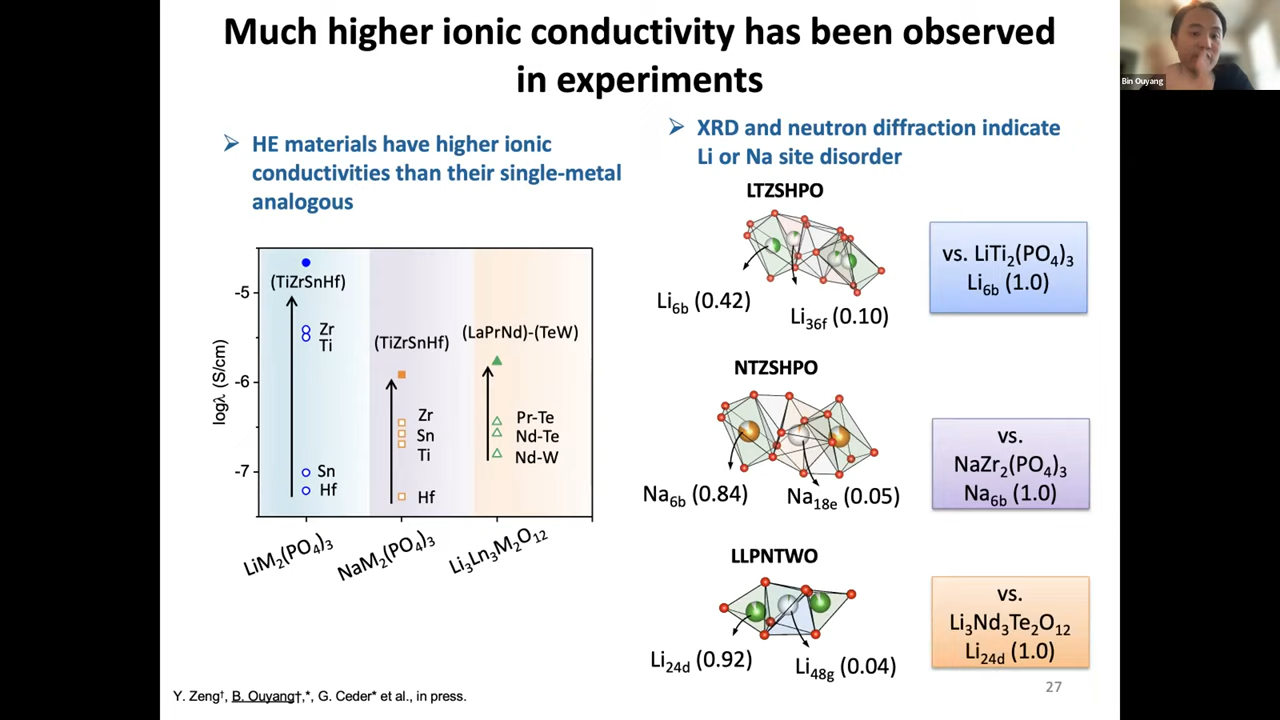 Much higher ionic conductivity has been observed
in experiments
Bin Ouyang
➢ HE materials have higher ionic
conductivities than their single-metal
analogous
➢ XRD and neutron diffraction indicate
Li or Na site disorder
logλ (S/cm)
-5
-6
-7
(TiZrSnHf)
Zr
Ti
Sn
Hf
(TiZrSnHf)
Zr
Sn
Ti
Hf
(LaPrNd)-(TeW)
Pr-Te
Nd-Te
Nd-W
LiM₂(PO₄)₃
NaM₂(PO₄)₃
Li₃Ln₃M₂O₁₂
LTZSHPO
Li₆b (0.42)
Li₃₆f (0.10)
vs. LiTi₂(PO₄)₃
Li₆b (1.0)
NTZSHPO
Na₆b (0.84)
Na₁₈e (0.05)
vs.
NaZr₂(PO₄)₃
Na₆b (1.0)
LLPNTWO
Li₂₄d (0.92)
Li₄₈g (0.04)
vs.
Li₃Nd₃Te₂O₁₂
Li₂₄d (1.0)
Y. Zeng†, B. Ouyang†,*, G. Ceder* et al., in press.
27